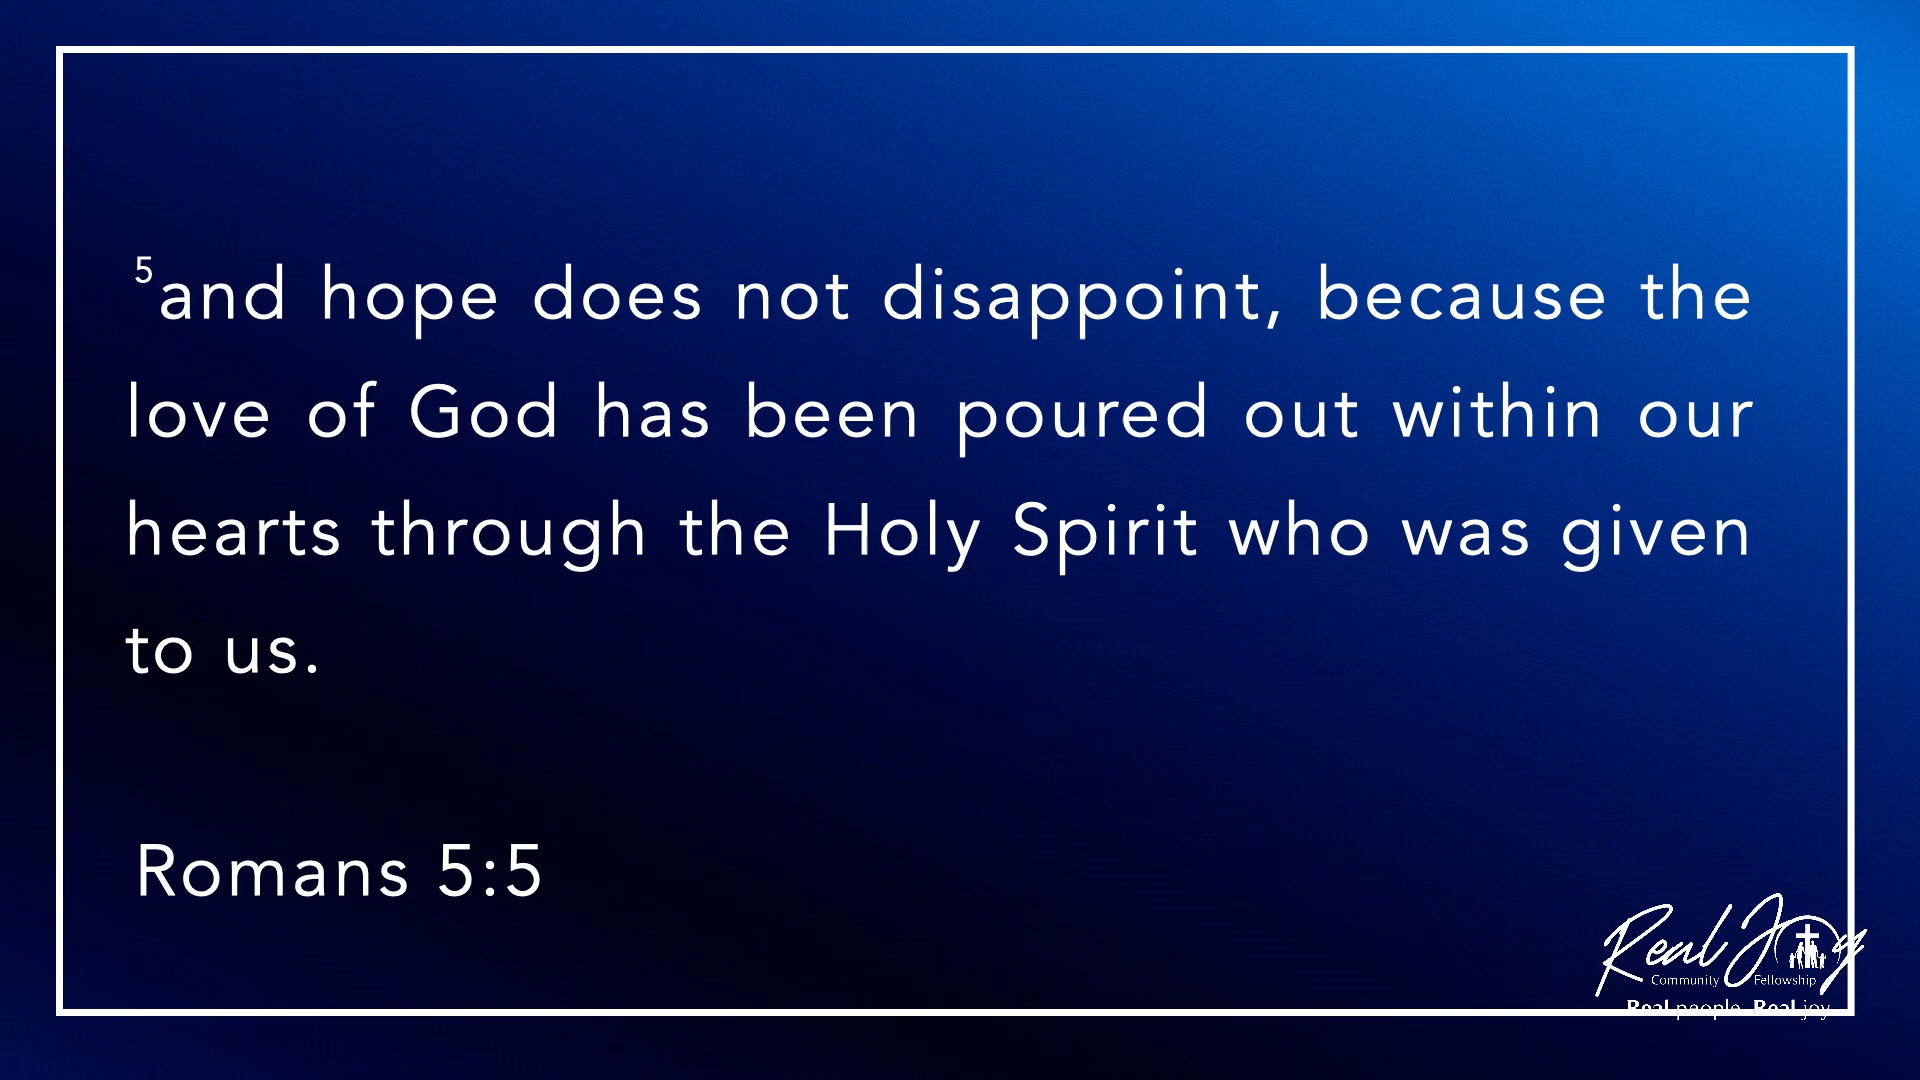 ⁵and hope does not disappoint, because the
love of God has been poured out within our
hearts through the Holy Spirit who was given
to us.
Romans 5:5
Real Joy
Community Fellowship
Real people. Real joy